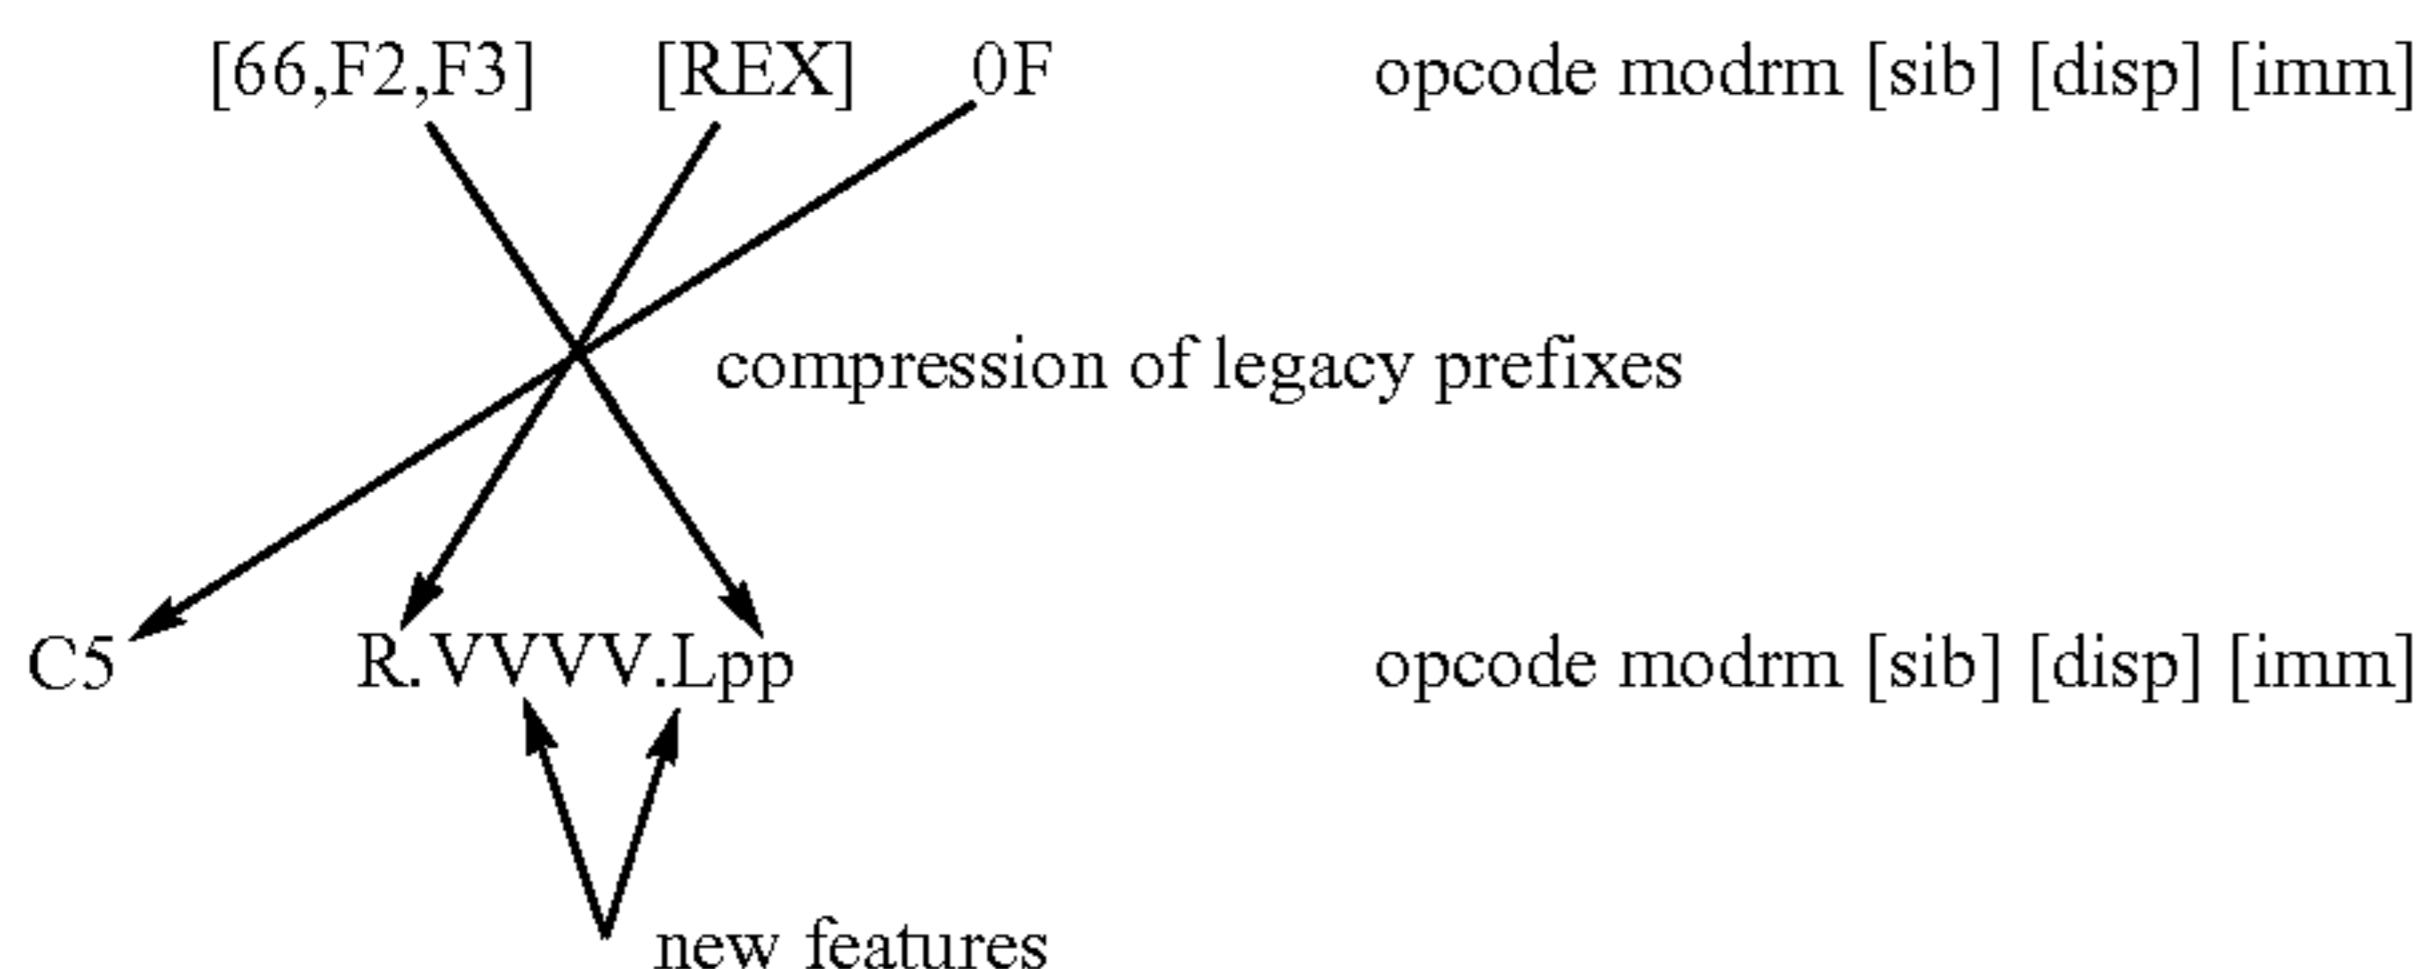 [66,F2,F3] [REX] 0F opcode modrm [sib] [disp] [imm]
compression of legacy prefixes
C5 R.VVVV.Lpp opcode modrm [sib] [disp] [imm]
new features